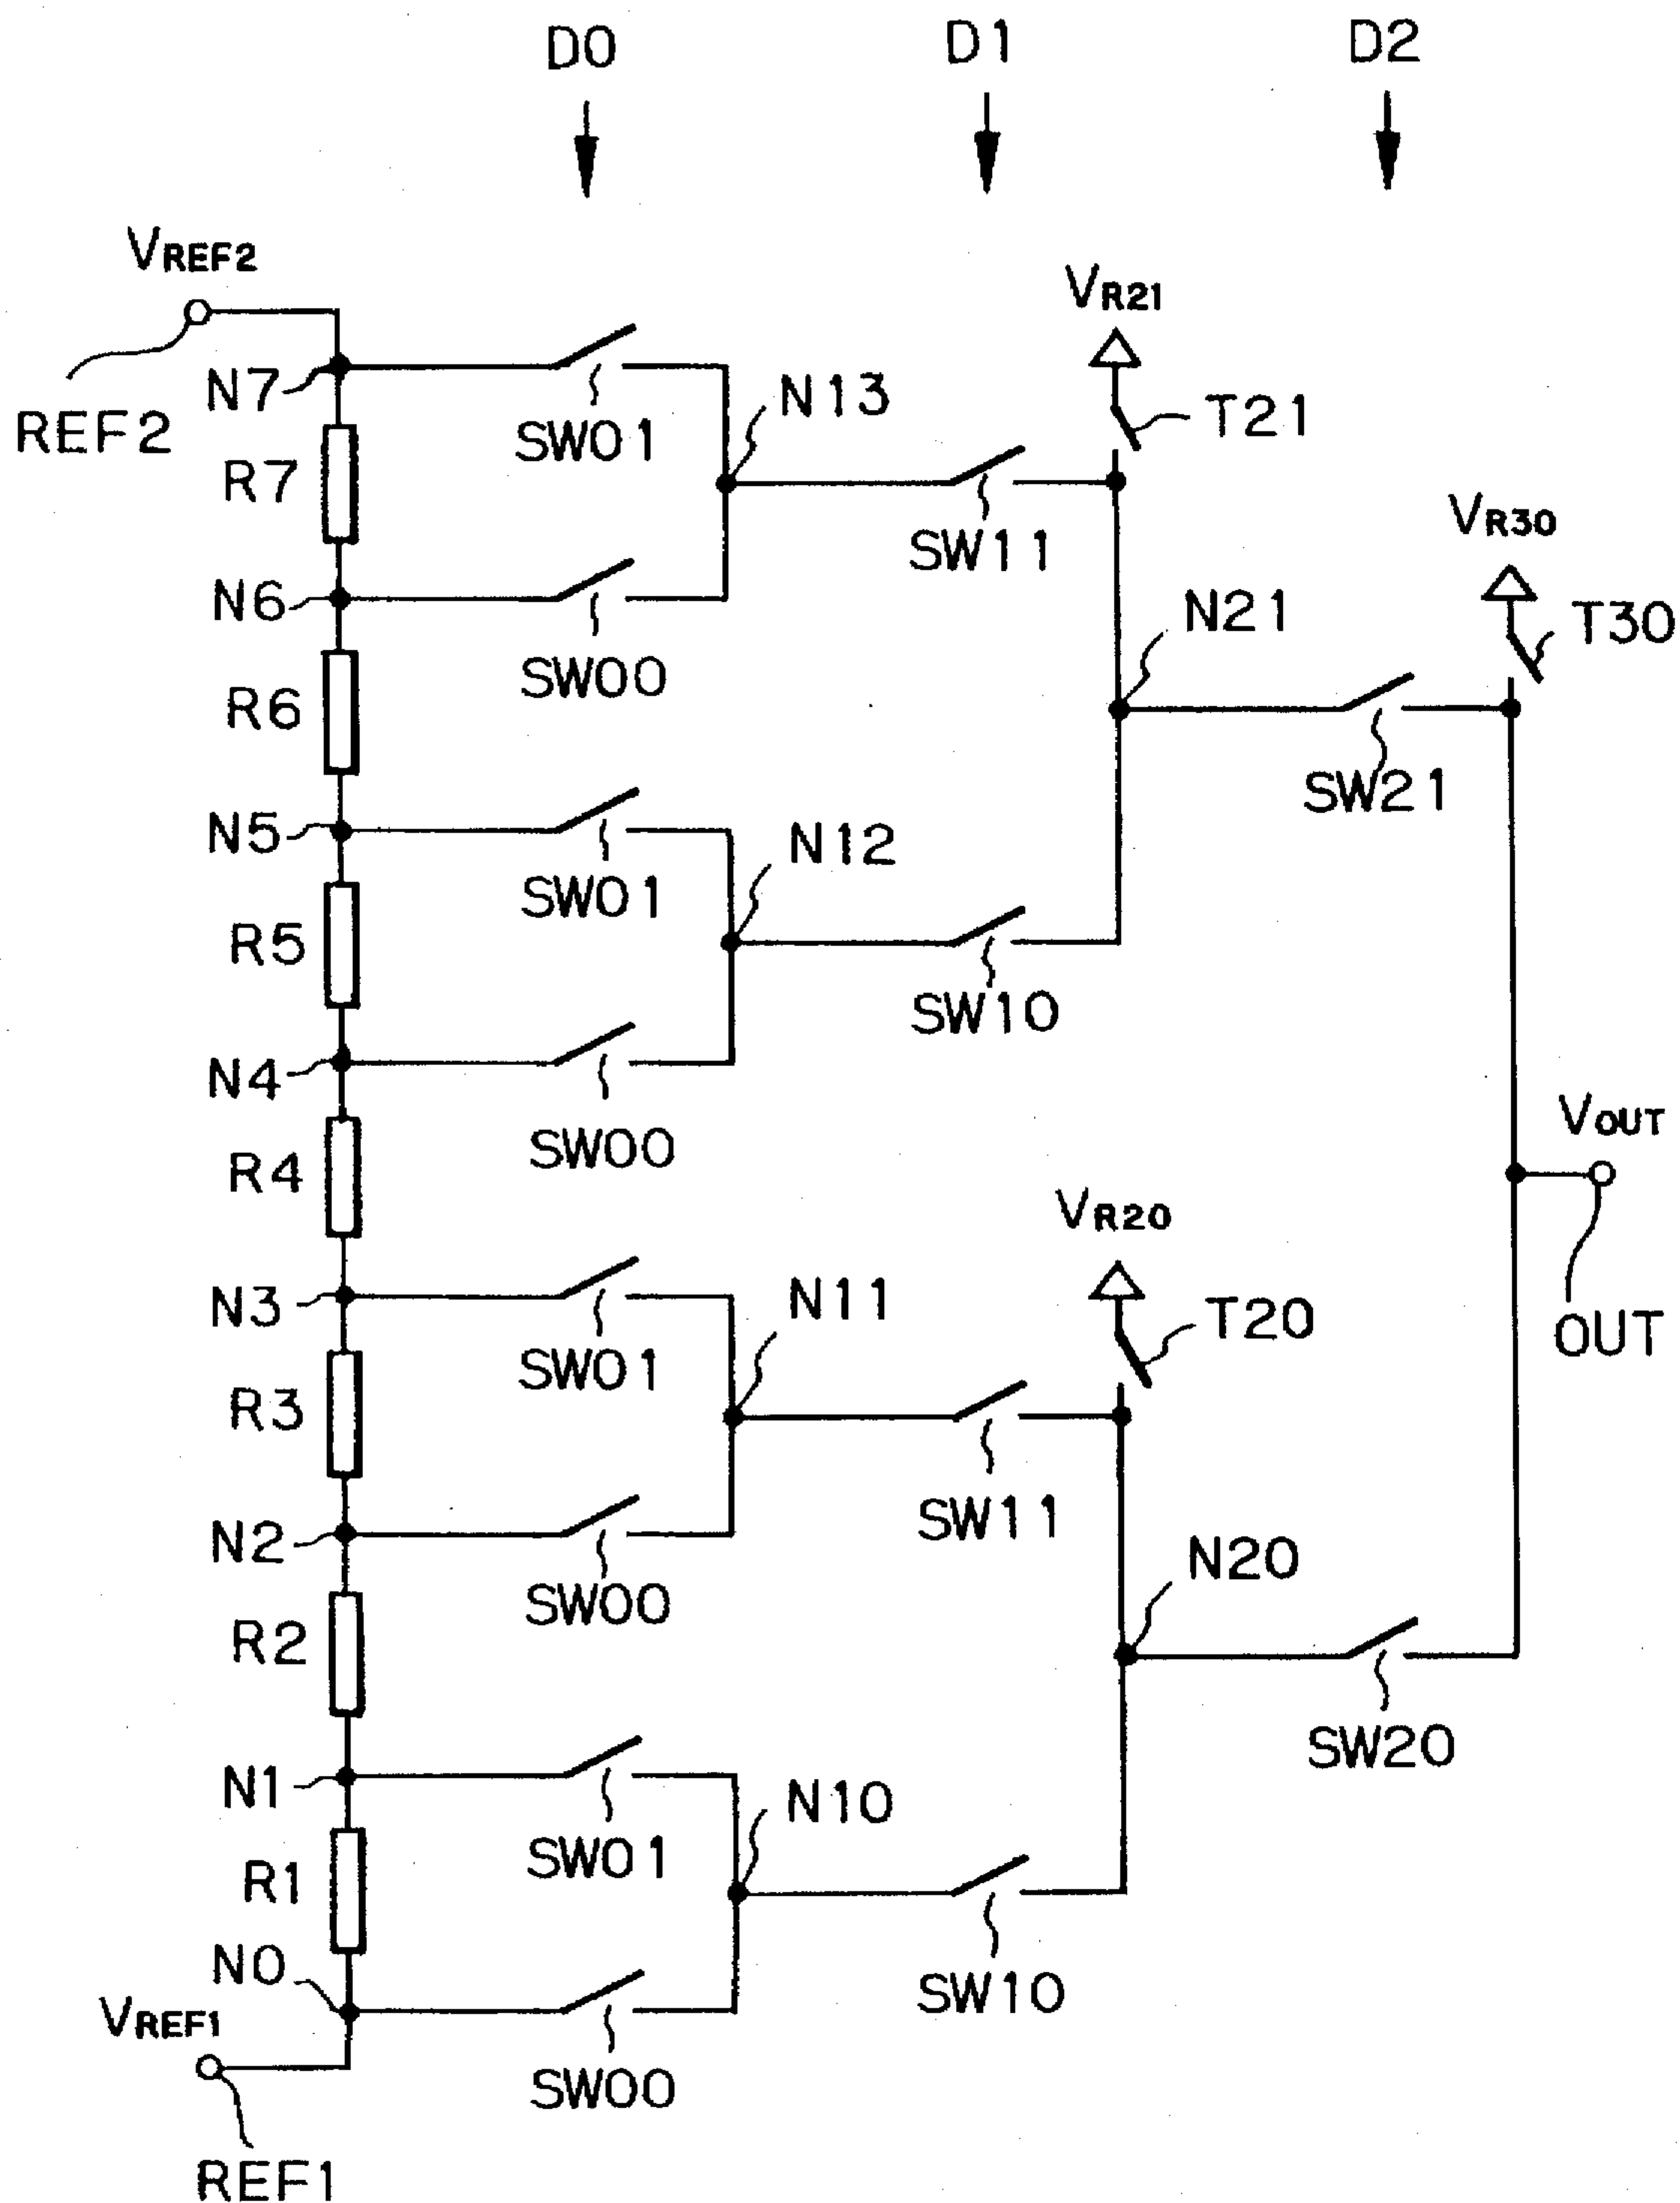 D0 D1 D2
VREF2
VR21
N7 N13 T21
REF2 SW01
R7 VR30
SW11
N6 N21 T30
SW00
R6
SW21
N5 N12
SW01
R5
SW10
N4
VOUT
SW00
R4
VR20
N3 N11 T20
OUT
SW01
R3
SW11
N2 N20
SW00
R2
SW20
N1 N10
SW01
R1
N0
SW10
VREF1
SW00
REF1